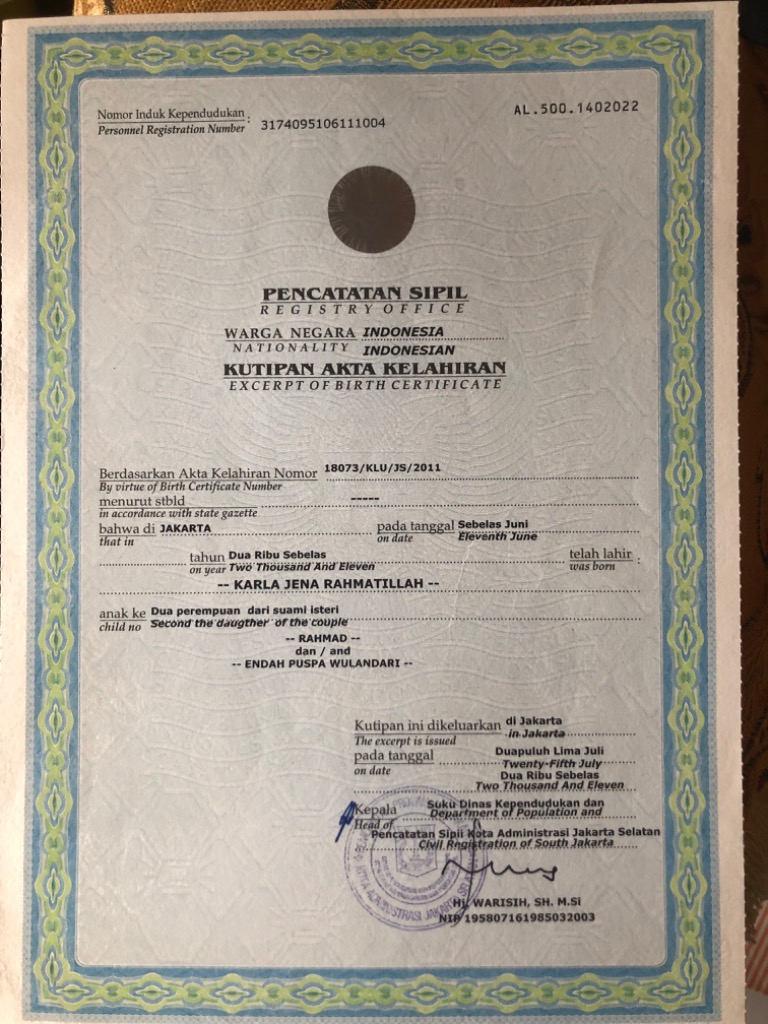 Nomor Induk Kependudukan : 3174095106111004
Personnel Registration Number
AL.500.1402022
PENCATATAN SIPIL
REGISTRY OFFICE
WARGA NEGARA INDONESIA
NATIONALITY INDONESIAN
KUTIPAN AKTA KELAHIRAN
EXCERPT OF BIRTH CERTIFICATE
Berdasarkan Akta Kelahiran Nomor 18073/KLU/JS/2011
By virtue of Birth Certificate Number
menurut stbld -----
in accordance with state gazette
bahwa di JAKARTA pada tanggal Sebelas Juni
that in on date Eleventh June
tahun Dua Ribu Sebelas telah lahir :
on year Two Thousand And Eleven was born
-- KARLA JENA RAHMATILLAH --
anak ke Dua perempuan dari suami isteri
child no Second the daugther of the couple
-- RAHMAD --
dan / and
-- ENDAH PUSPA WULANDARI --
Kutipan ini dikeluarkan di Jakarta
The excerpt is issued in Jakarta
pada tanggal Duapuluh Lima Juli
on date Twenty-Fifth July
Dua Ribu Sebelas
Two Thousand And Eleven
Kepala Suku Dinas Kependudukan dan
Head of Department of Population and
Pencatatan Sipil Kota Administrasi Jakarta Selatan
Civil Registration of South Jakarta
Hj. WARISIH, SH. M.Si
NIP 195807161985032003